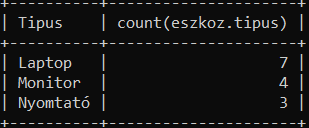 +----------+---------------------+
| Tipus    | count(eszkoz.tipus) |
+----------+---------------------+
| Laptop   |                   7 |
| Monitor  |                   4 |
| Nyomtató |                   3 |
+----------+---------------------+